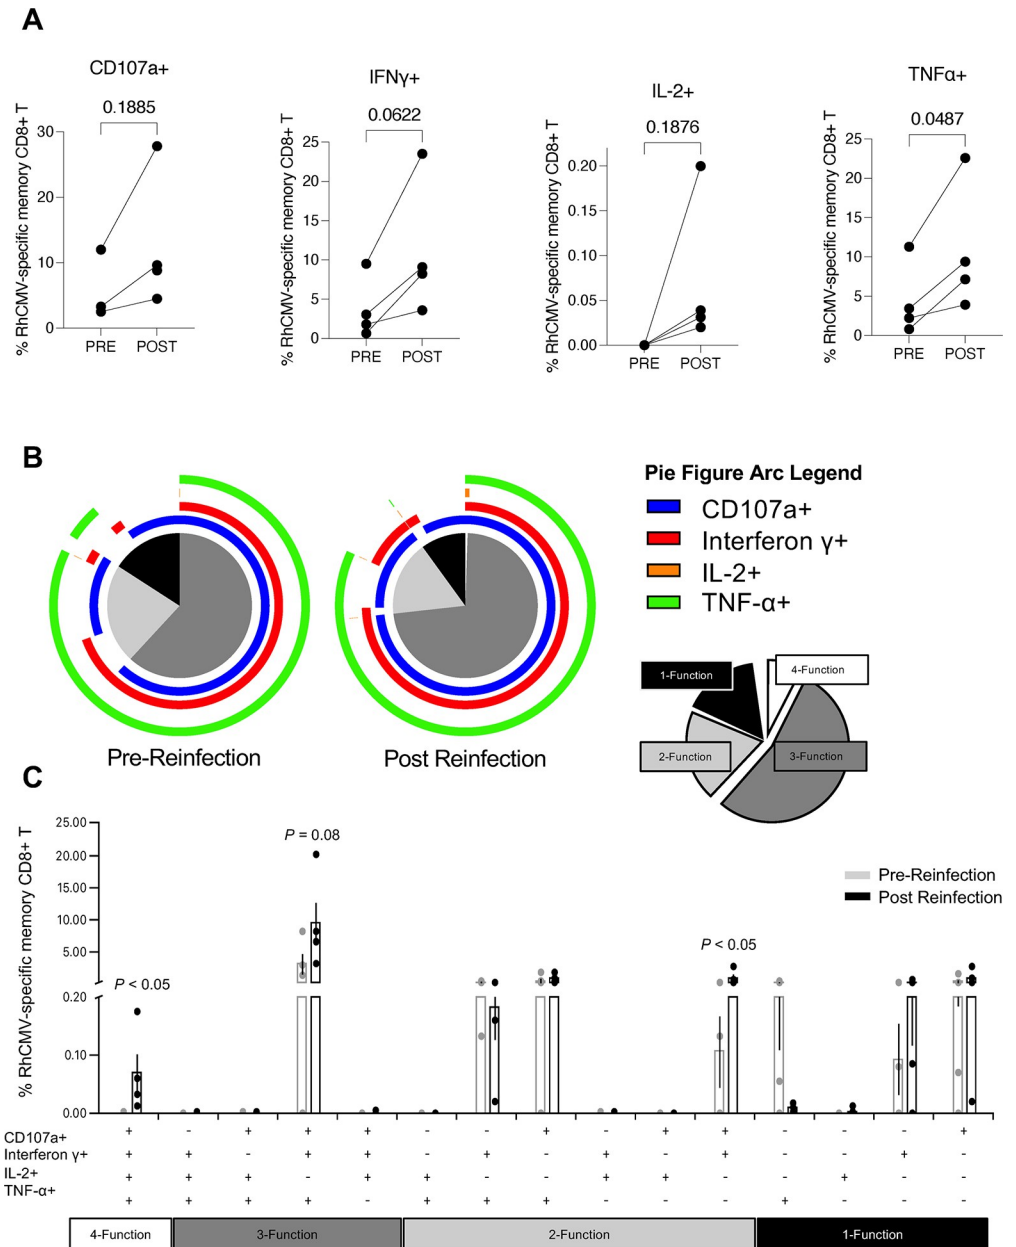 A
CD107a+
0.1885
% RhCMV-specific memory CD8+ T
30
20
10
0
PRE POST
IFNγ+
0.0622
% RhCMV-specific memory CD8+ T
25
20
15
10
5
0
PRE POST
IL-2+
0.1876
% RhCMV-specific memory CD8+ T
0.20
0.15
0.10
0.05
0.00
PRE POST
TNFα+
0.0487
% RhCMV-specific memory CD8+ T
25
20
15
10
5
0
PRE POST
B
Pre-Reinfection
Post Reinfection
Pie Figure Arc Legend
CD107a+
Interferon γ+
IL-2+
TNF-α+
1-Function
4-Function
2-Function
3-Function
C
% RhCMV-specific memory CD8+ T
25.00
20.00
15.00
10.00
5.00
0.20
0.10
0.00
P < 0.05
P = 0.08
P < 0.05
Pre-Reinfection
Post Reinfection
CD107a+ + - + + + - - + - + + - - - +
Interferon γ+ + + - + + - + - + - + - - + -
IL-2+ + + + - + + - - + + - - + - -
TNF-α+ + + + + - + + + - - - + - - -
4-Function 3-Function 2-Function 1-Function